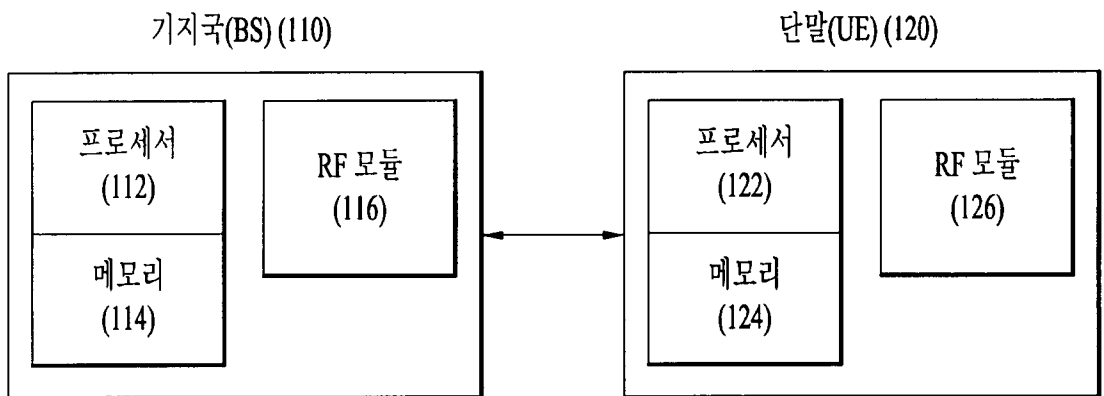 기지국(BS) (110)
프로세서
(112)
메모리
(114)
RF 모듈
(116)
단말(UE) (120)
프로세서
(122)
메모리
(124)
RF 모듈
(126)